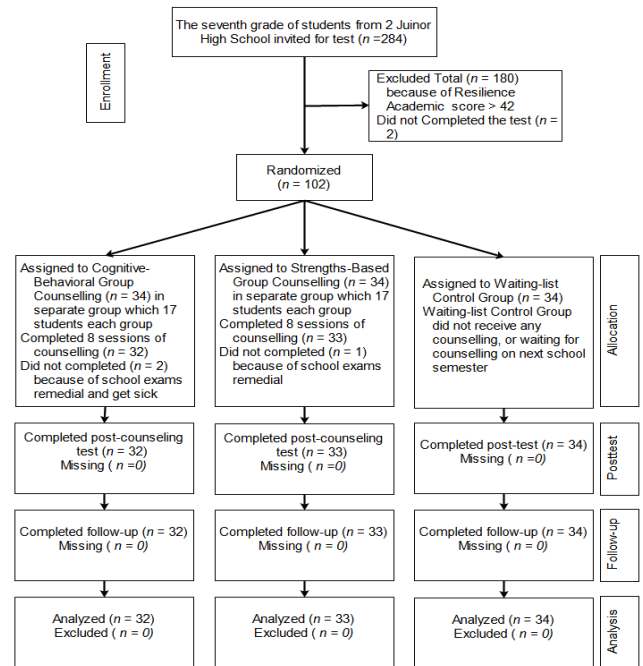 The seventh grade of students from 2 Juinor
High School invited for test (n =284)
Enrollment
Excluded Total (n = 180)
because of Resilience
Academic score > 42
Did not Completed the test (n =
2)
Randomized
(n = 102)
Assigned to Cognitive-
Behavioral Group
Counselling (n = 34) in
separate group which 17
students each group
Completed 8 sessions of
counselling (n = 32)
Did not completed (n = 2)
because of school exams
remedial and get sick
Assigned to Strengths-Based
Group Counselling (n = 34)
in separate group which 17
students each group
Completed 8 sessions of
counselling (n = 33)
Did not completed (n = 1)
because of school exams
remedial
Assigned to Waiting-list
Control Group (n = 34)
Waiting-list Control Group
did not receive any
counselling, or waiting for
counselling on next school
semester
Allocation
Completed post-counseling
test (n = 32)
Missing ( n =0)
Completed post-counseling
test (n = 33)
Missing ( n =0)
Completed post-test (n = 34)
Missing ( n =0)
Posttest
Completed follow-up (n = 32)
Missing ( n = 0)
Completed follow-up (n = 33)
Missing ( n = 0)
Completed follow-up (n = 34)
Missing ( n = 0)
Follow-up
Analyzed (n = 32)
Excluded ( n = 0)
Analyzed (n = 33)
Excluded ( n = 0)
Analyzed (n = 34)
Excluded ( n = 0)
Analysis